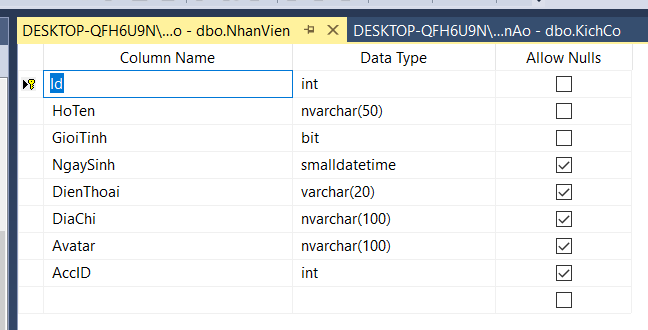 DESKTOP-QFH6U9N\...o - dbo.NhanVien DESKTOP-QFH6U9N\...nAo - dbo.KichCo
Column Name Data Type Allow Nulls
Id int
HoTen nvarchar(50)
GioiTinh bit
NgaySinh smalldatetime
DienThoai varchar(20)
DiaChi nvarchar(100)
Avatar nvarchar(100)
AccID int